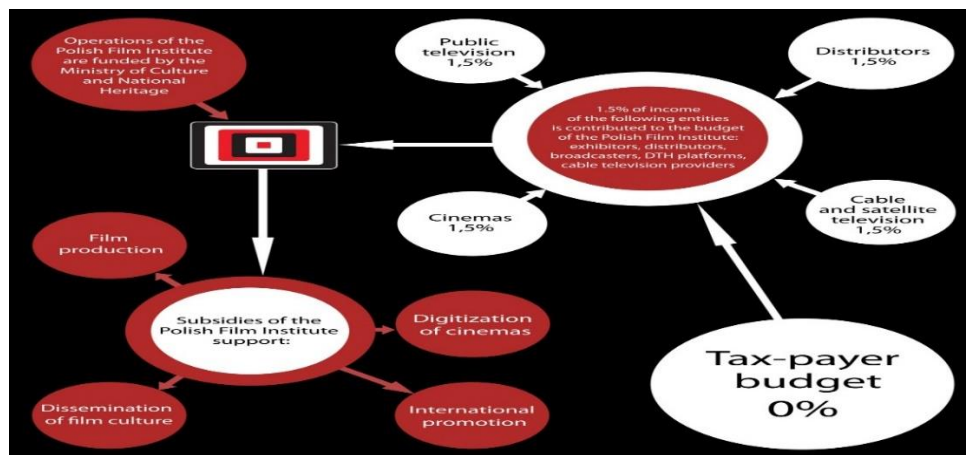 Operations of the
Polish Film Institute
are funded by the
Ministry of Culture
and National
Heritage
Public
television
1,5%
Distributors
1,5%
1.5% of income
of the following entities
is contributed to the budget
of the Polish Film Institute:
exhibitors, distributors,
broadcasters, DTH platforms,
cable television providers
Cinemas
1,5%
Cable
and satellite
television
1,5%
Film
production
Subsidies of the
Polish Film Institute
support:
Digitization
of cinemas
Dissemination
of film culture
International
promotion
Tax-payer
budget
0%